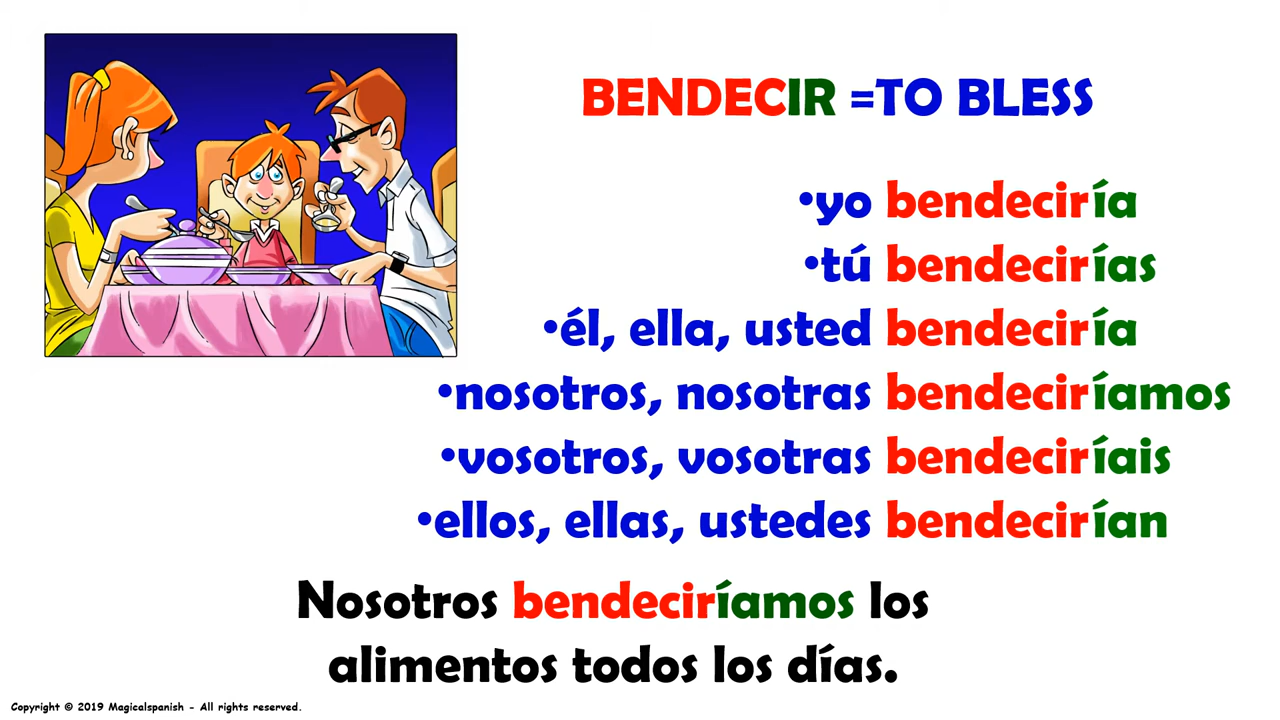 BENDECIR =TO BLESS
•yo bendeciría
•tú bendecirías
•él, ella, usted bendeciría
•nosotros, nosotras bendeciríamos
•vosotros, vosotras bendeciríais
•ellos, ellas, ustedes bendecirían
Nosotros bendeciríamos los
alimentos todos los días.
Copyright © 2019 Magicalspanish - All rights reserved.